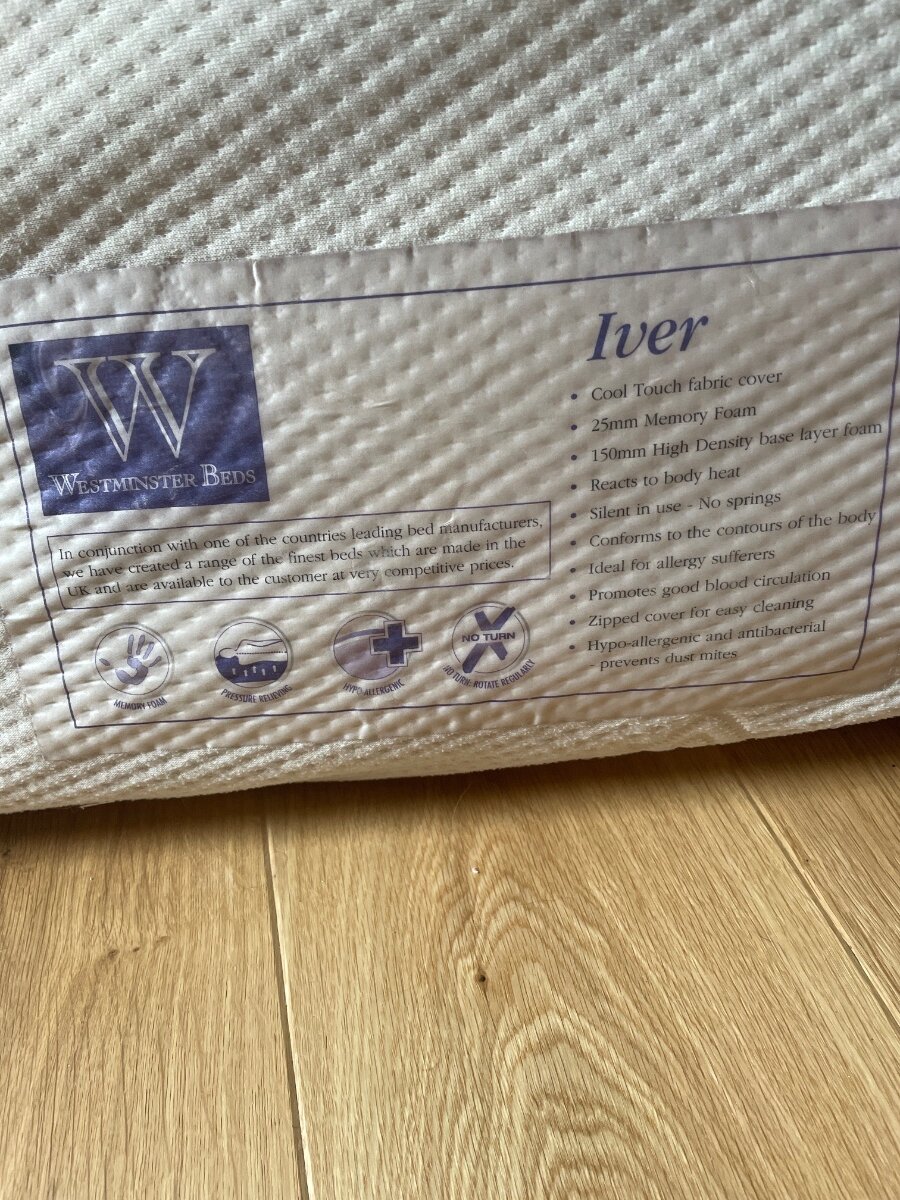 W
WESTMINSTER BEDS
In conjunction with one of the countries leading bed manufacturers,
we have created a range of the finest beds which are made in the
UK and are available to the customer at very competitive prices.
MEMORY FOAM
PRESSURE RELIEVING
HYPO-ALLERGENIC
NO TURN
NO TURN: ROTATE REGULARLY
Iver
• Cool Touch fabric cover
• 25mm Memory Foam
• 150mm High Density base layer foam
• Reacts to body heat
• Silent in use - No springs
• Conforms to the contours of the body
• Ideal for allergy sufferers
• Promotes good blood circulation
• Zipped cover for easy cleaning
• Hypo-allergenic and antibacterial
- prevents dust mites